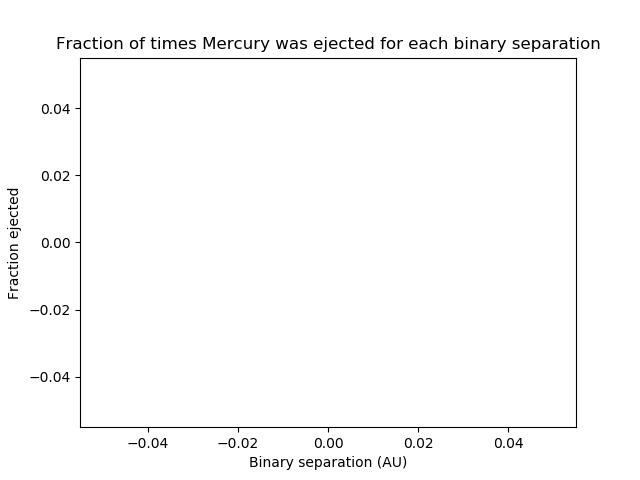 Fraction of times Mercury was ejected for each binary separation
0.04
0.02
0.00
−0.02
−0.04
Fraction ejected
−0.04 −0.02 0.00 0.02 0.04
Binary separation (AU)